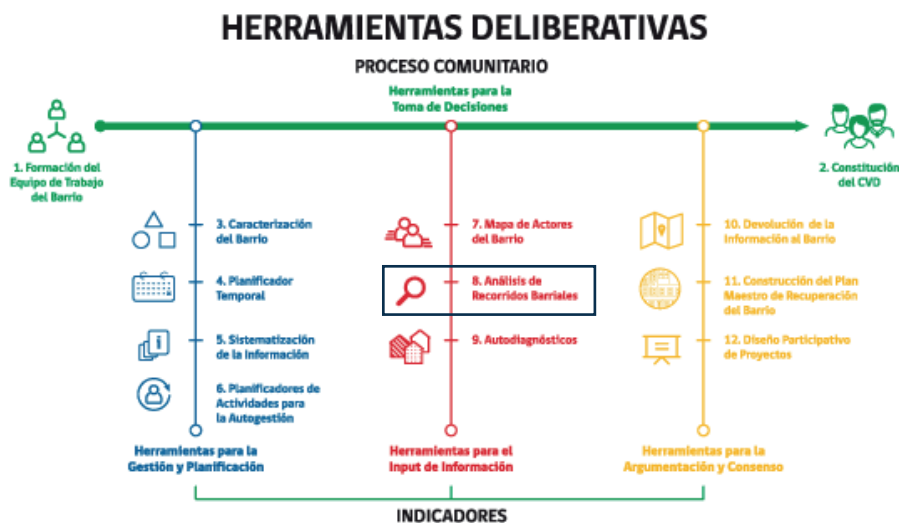 HERRAMIENTAS DELIBERATIVAS
PROCESO COMUNITARIO
Herramientas para la
Toma de Decisiones
1. Formación del
Equipo de Trabajo
del Barrio
2. Constitución
del CVD
3. Caracterización
del Barrio
4. Planificador
Temporal
5. Sistematización
de la Información
6. Planificadores de
Actividades para
la Autogestión
Herramientas para la
Gestión y Planificación
7. Mapa de Actores
del Barrio
8. Análisis de
Recorridos Barriales
9. Autodiagnósticos
Herramientas para el
Input de Información
10. Devolución de la
Información al Barrio
11. Construcción del Plan
Maestro de Recuperación
del Barrio
12. Diseño Participativo
de Proyectos
Herramientas para la
Argumentación y Consenso
INDICADORES